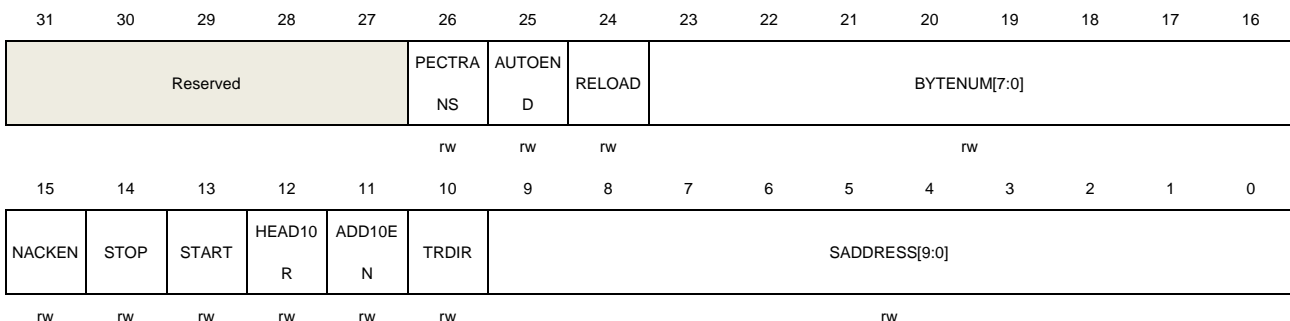 31 30 29 28 27 26 25 24 23 22 21 20 19 18 17 16
Reserved PECTRA AUTOEN RELOAD BYTENUM[7:0]
NS D
rw rw rw rw
15 14 13 12 11 10 9 8 7 6 5 4 3 2 1 0
NACKEN STOP START HEAD10 ADD10E TRDIR SADDRESS[9:0]
R N
rw rw rw rw rw rw rw